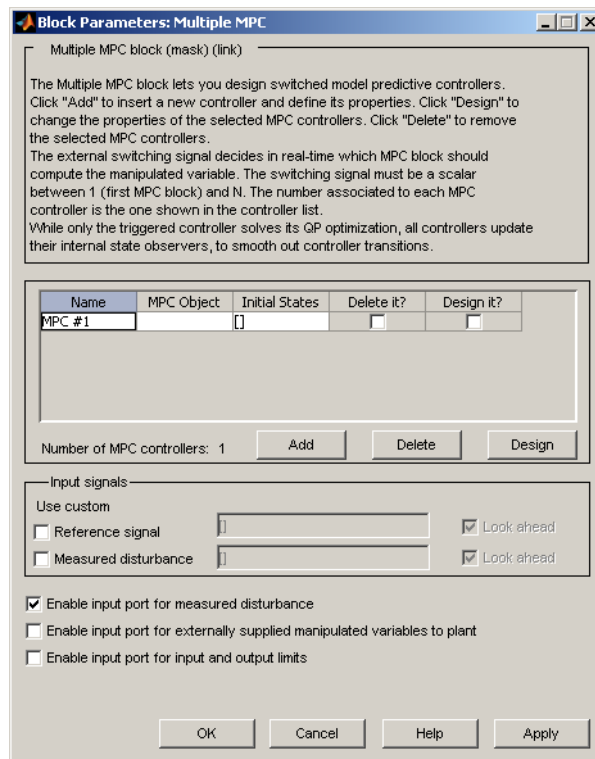 Block Parameters: Multiple MPC
Multiple MPC block (mask) (link)
The Multiple MPC block lets you design switched model predictive controllers.
Click "Add" to insert a new controller and define its properties. Click "Design" to
change the properties of the selected MPC controllers. Click "Delete" to remove
the selected MPC controllers.
The external switching signal decides in real-time which MPC block should
compute the manipulated variable. The switching signal must be a scalar
between 1 (first MPC block) and N. The number associated to each MPC
controller is the one shown in the controller list.
While only the triggered controller solves its QP optimization, all controllers update
their internal state observers, to smooth out controller transitions.
Name MPC Object Initial States Delete it? Design it?
MPC #1 []
Number of MPC controllers: 1 Add Delete Design
Input signals
Use custom
Reference signal [] Look ahead
Measured disturbance [] Look ahead
Enable input port for measured disturbance
Enable input port for externally supplied manipulated variables to plant
Enable input port for input and output limits
OK Cancel Help Apply